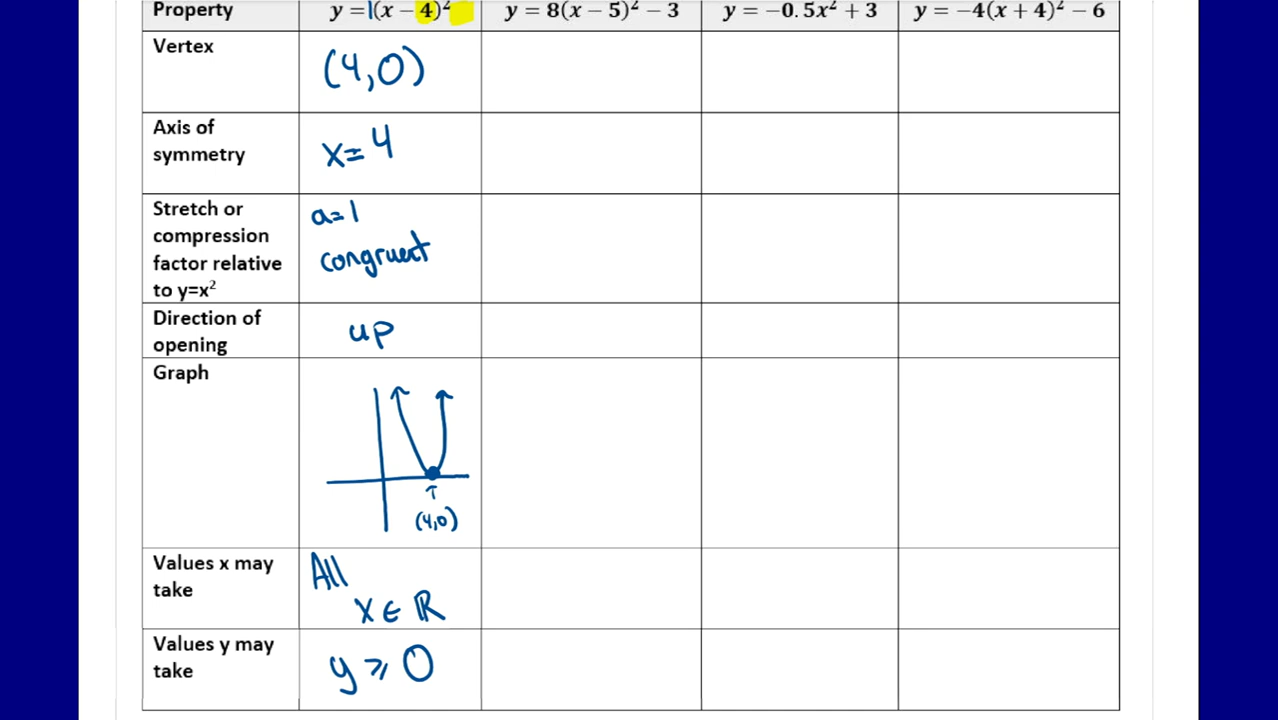 Property y = 1(x − 4)² y = 8(x − 5)² − 3 y = −0.5x² + 3 y = −4(x + 4)² − 6
Vertex (4,0)
Axis of
symmetry x = 4
Stretch or
compression
factor relative
to y=x²
a=1
congruent
Direction of
opening
up
Graph
(4,0)
Values x may
take
All
x ∈ ℝ
Values y may
take
y ⩾ 0